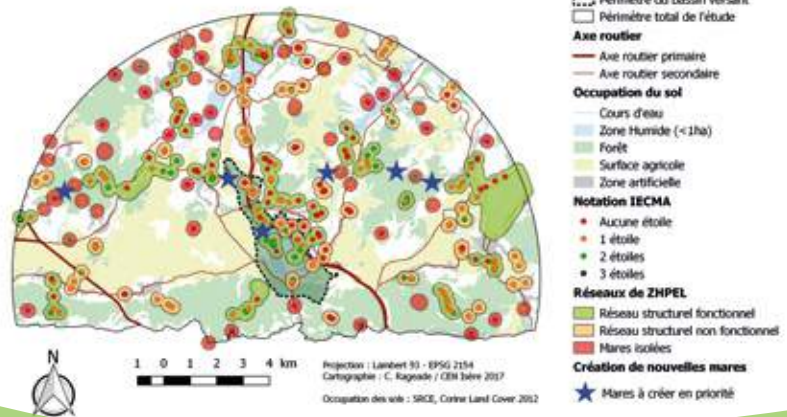 Périmètre du bassin versant
Périmètre total de l'étude
Axe routier
Axe routier primaire
Axe routier secondaire
Occupation du sol
Cours d'eau
Zone Humide (<1ha)
Forêt
Surface agricole
Zone artificielle
Notation IECMA
Aucune étoile
1 étoile
2 étoiles
3 étoiles
Réseaux de ZHPEL
Réseau structurel fonctionnel
Réseau structurel non fonctionnel
Mares isolées
Création de nouvelles mares
Mares à créer en priorité
N
1 0 1 2 3 4 km
Projection : Lambert 93 - EPSG 2154
Cartographie : C. Rageade / CEN Isère 2017
Occupation des sols : SRCE, Corine Land Cover 2012